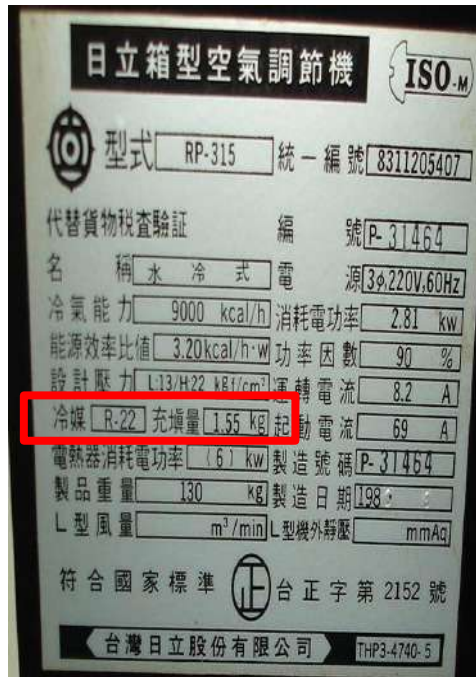 日立箱型空氣調節機 ISO-M
型式 RP-315 統一編號 8311205407
代替貨物稅查驗証 編號 P-31464
名稱 水冷式 電源 3φ,220V,60Hz
冷氣能力 9000 kcal/h 消耗電功率 2.81 kw
能源效率比值 3.20kcal/h·w 功率因數 90 %
設計壓力 L:13/H:22 kgf/cm² 運轉電流 8.2 A
冷媒 R-22 充填量 1.55 kg 起動電流 69 A
電熱器消耗電功率 (6) kw 製造號碼 P-31464
製品重量 130 kg 製造日期 198
L型風量 m³/min L型機外靜壓 mmAq
符合國家標準 正 台正字第 2152 號
台灣日立股份有限公司 THP3-4740-5